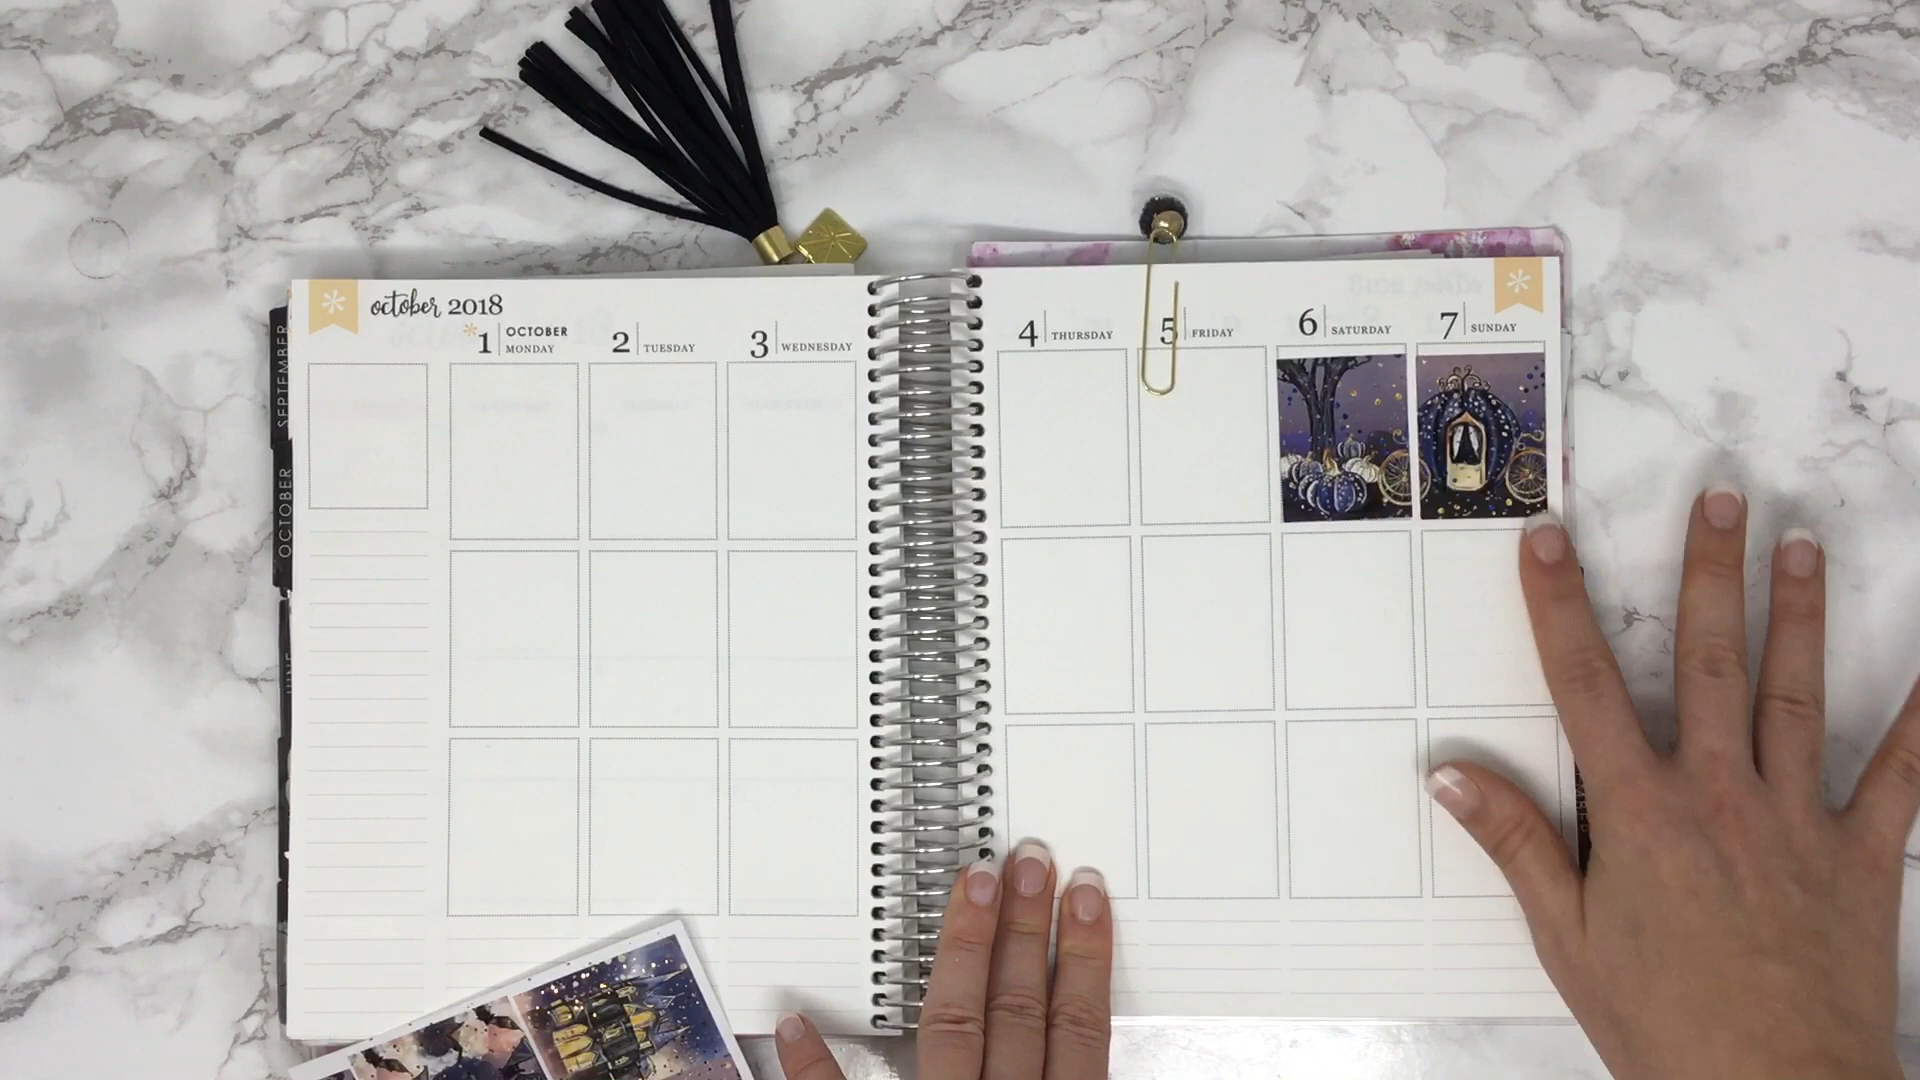 october 2018
*1 OCTOBER MONDAY
2 TUESDAY
3 WEDNESDAY
4 THURSDAY
5 FRIDAY
6 SATURDAY
7 SUNDAY
SEPTEMBER
OCTOBER
JUNE